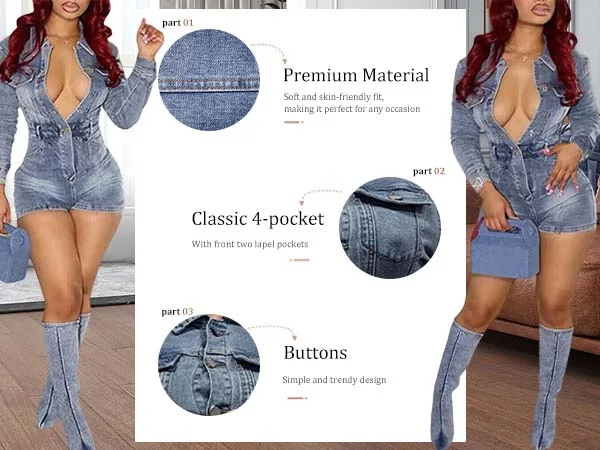 part 01
Premium Material
Soft and skin-friendly fit,
making it perfect for any occasion
part 02
Classic 4-pocket
With front two lapel pockets
part 03
Buttons
Simple and trendy design